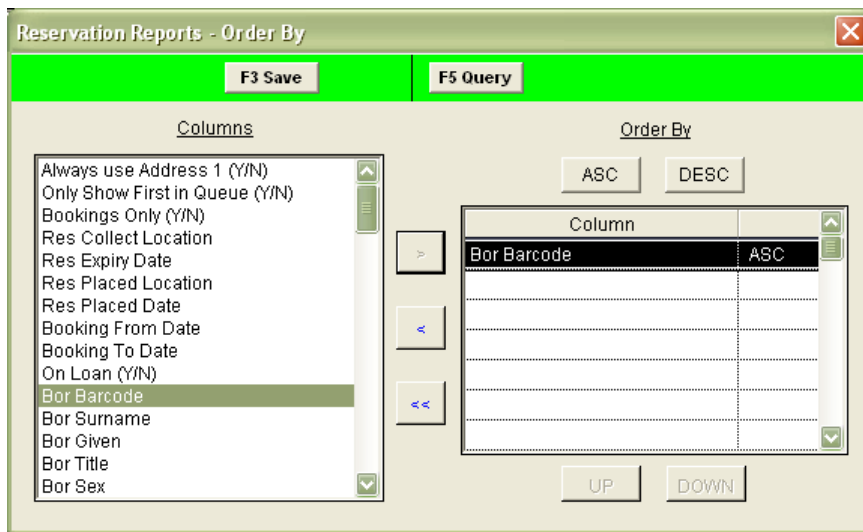 Reservation Reports - Order By
F3 Save
F5 Query
Columns
Always use Address 1 (Y/N)
Only Show First in Queue (Y/N)
Bookings Only (Y/N)
Res Collect Location
Res Expiry Date
Res Placed Location
Res Placed Date
Booking From Date
Booking To Date
On Loan (Y/N)
Bor Barcode
Bor Surname
Bor Given
Bor Title
Bor Sex
>
<
<<
Order By
ASC DESC
Column
Bor Barcode ASC
UP DOWN